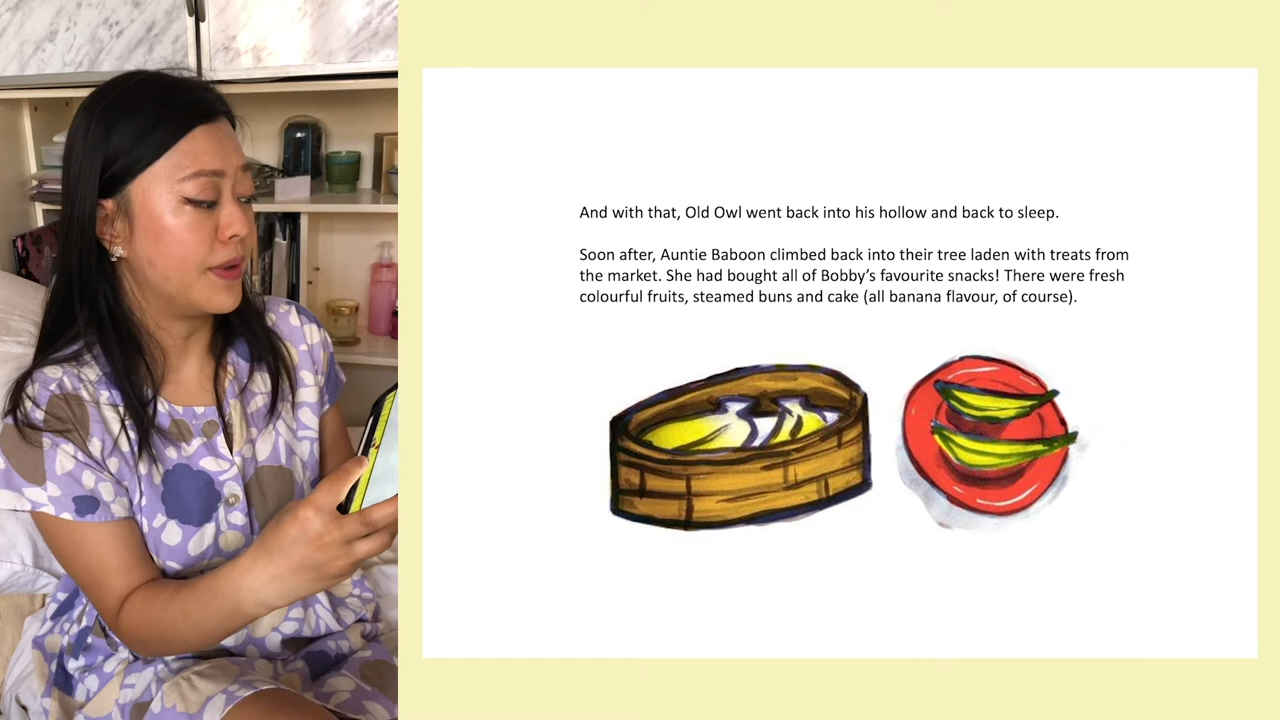 And with that, Old Owl went back into his hollow and back to sleep.
Soon after, Auntie Baboon climbed back into their tree laden with treats from
the market. She had bought all of Bobby’s favourite snacks! There were fresh
colourful fruits, steamed buns and cake (all banana flavour, of course).